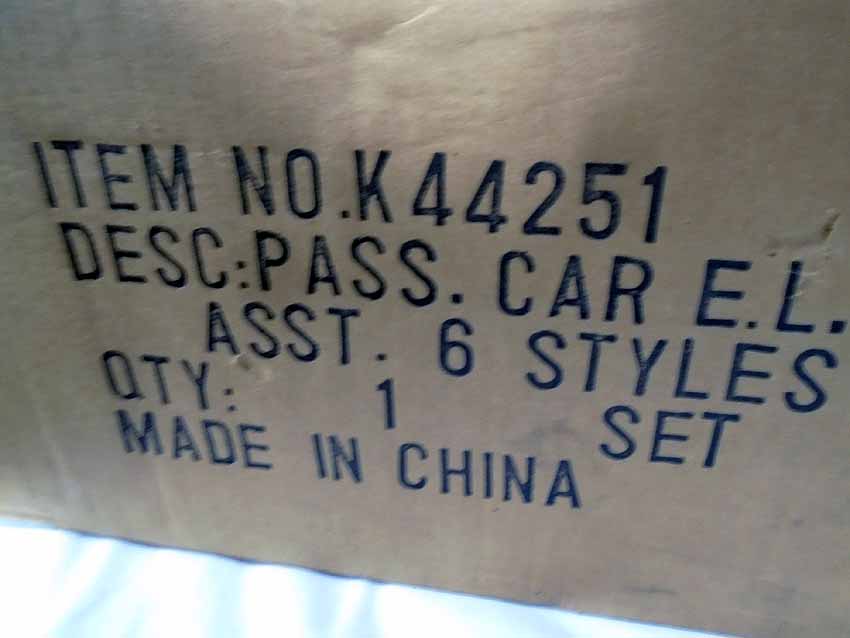 ITEM NO.K44251
DESC:PASS. CAR E.L.
ASST. 6 STYLES
QTY: 1 SET
MADE IN CHINA